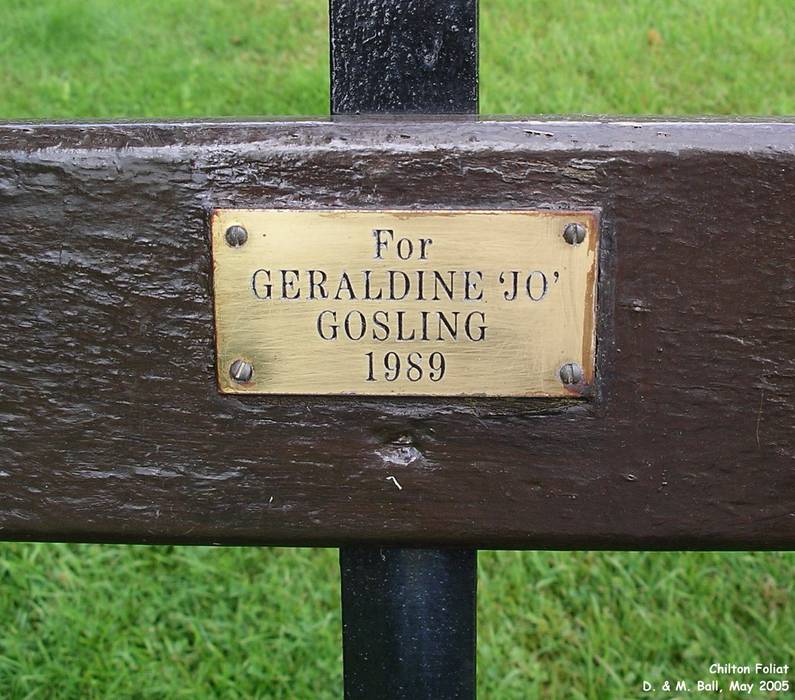 For
GERALDINE ‘JO’
GOSLING
1989
Chilton Foliat
D. & M. Ball, May 2005